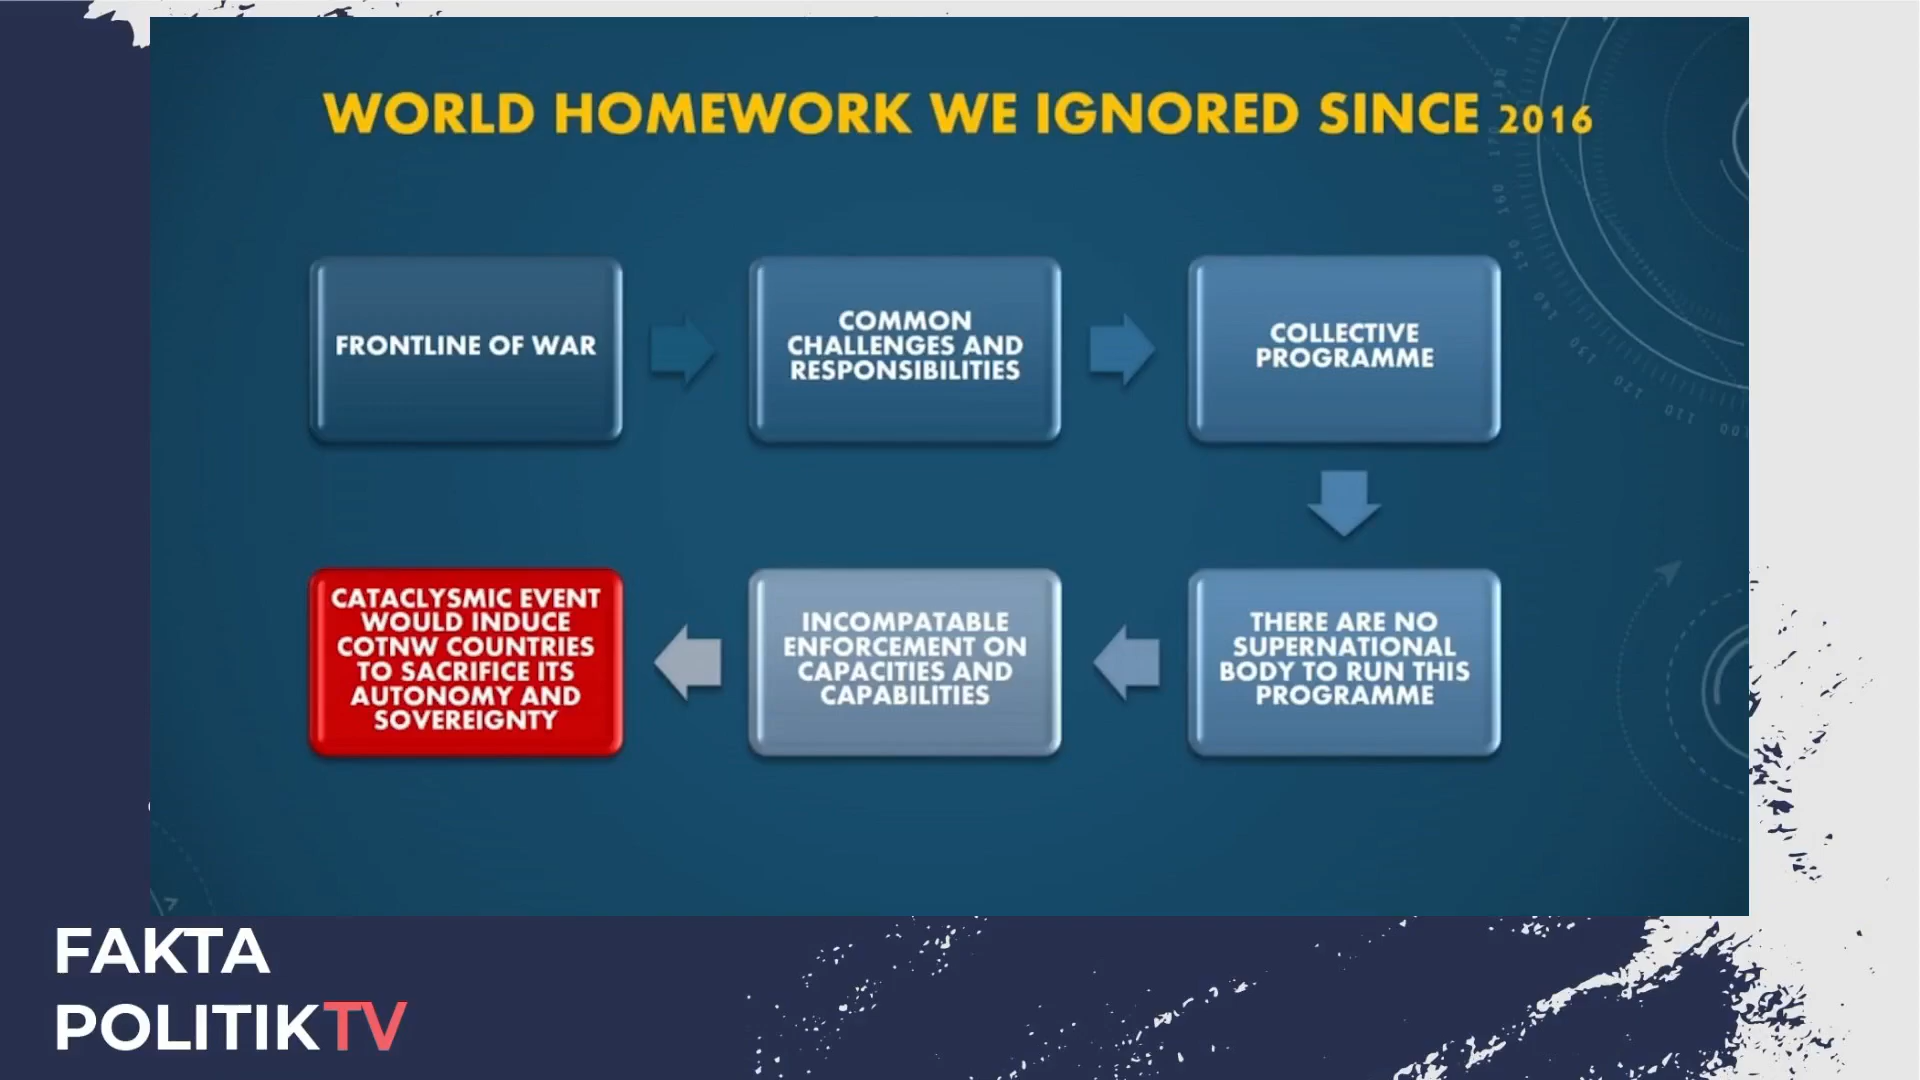 WORLD HOMEWORK WE IGNORED SINCE 2016
FRONTLINE OF WAR
COMMON
CHALLENGES AND
RESPONSIBILITIES
COLLECTIVE
PROGRAMME
THERE ARE NO
SUPERNATIONAL
BODY TO RUN THIS
PROGRAMME
INCOMPATABLE
ENFORCEMENT ON
CAPACITIES AND
CAPABILITIES
CATACLYSMIC EVENT
WOULD INDUCE
COTNW COUNTRIES
TO SACRIFICE ITS
AUTONOMY AND
SOVEREIGNTY
FAKTA
POLITIKTV